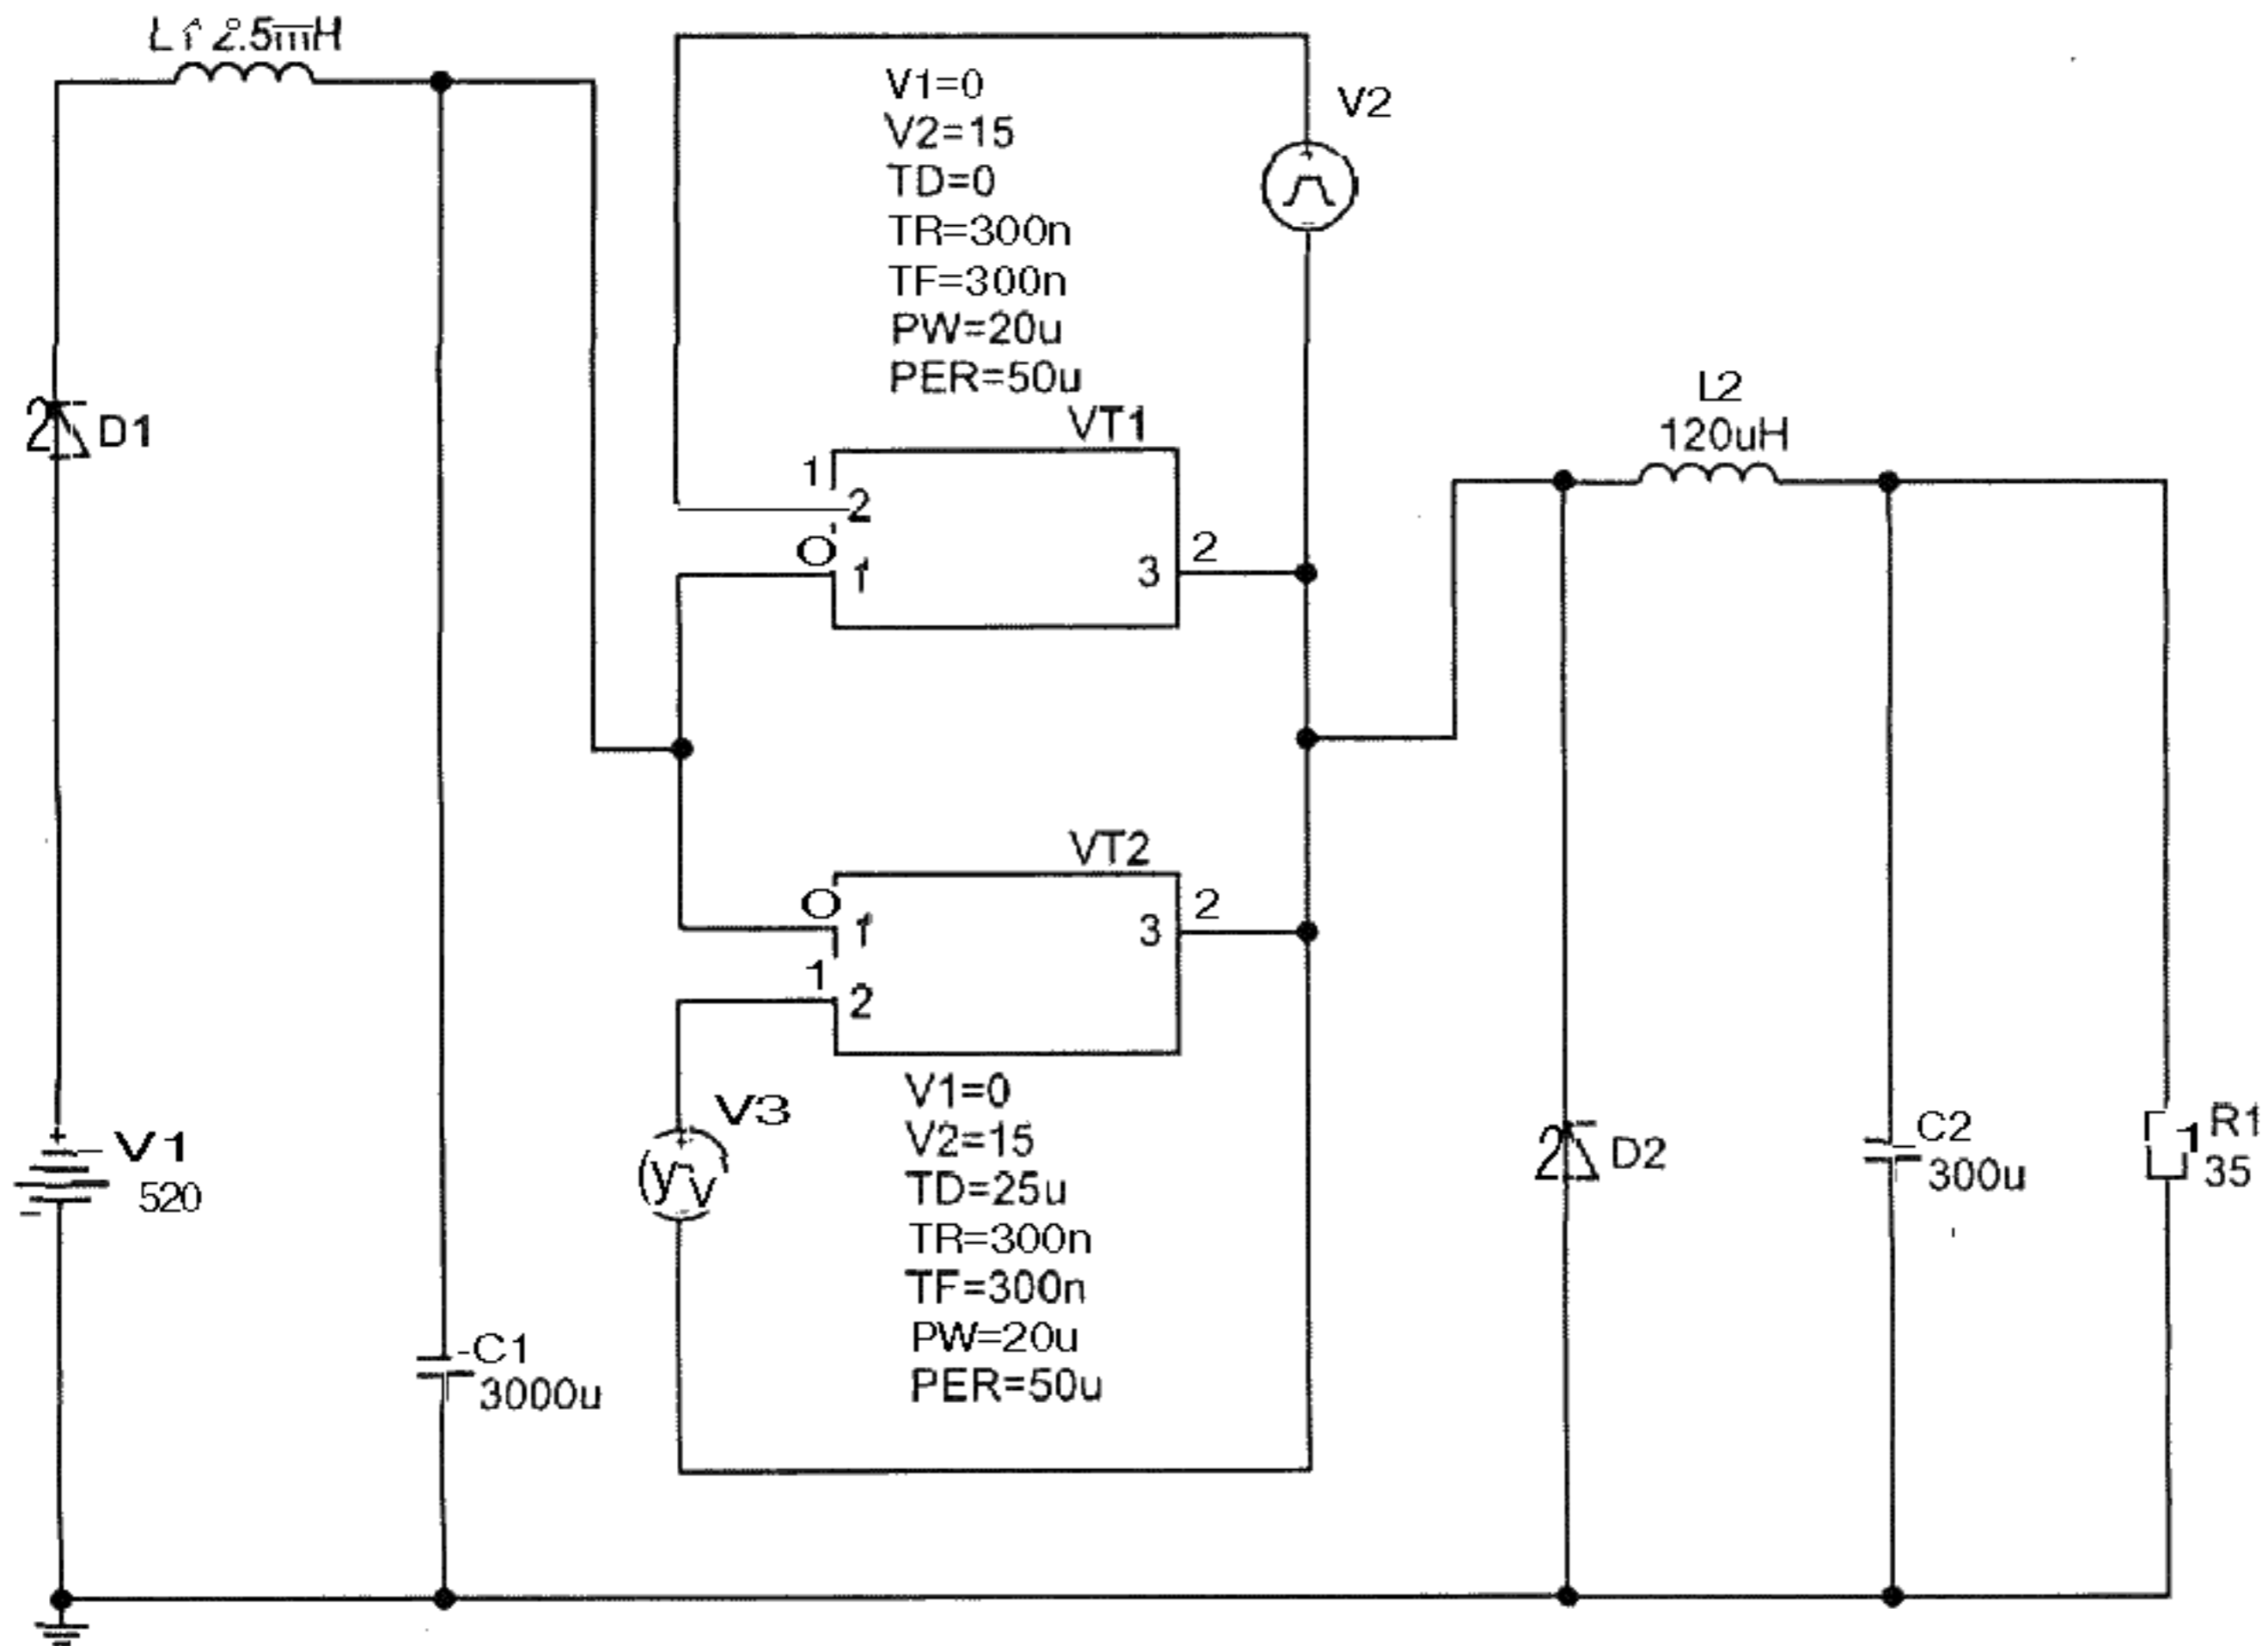 L1 2.5mH
V1=0
V2=15
TD=0
TR=300n
TF=300n
PW=20u
PER=50u
V2
2
D1
VT1
1
2
O
1
3
2
L2
120uH
VT2
O
1
3
2
1
2
V3
V1=0
V2=15
TD=25u
TR=300n
TF=300n
PW=20u
PER=50u
+
V1
520
C1
3000u
2
D2
C2
300u
1
R1
35